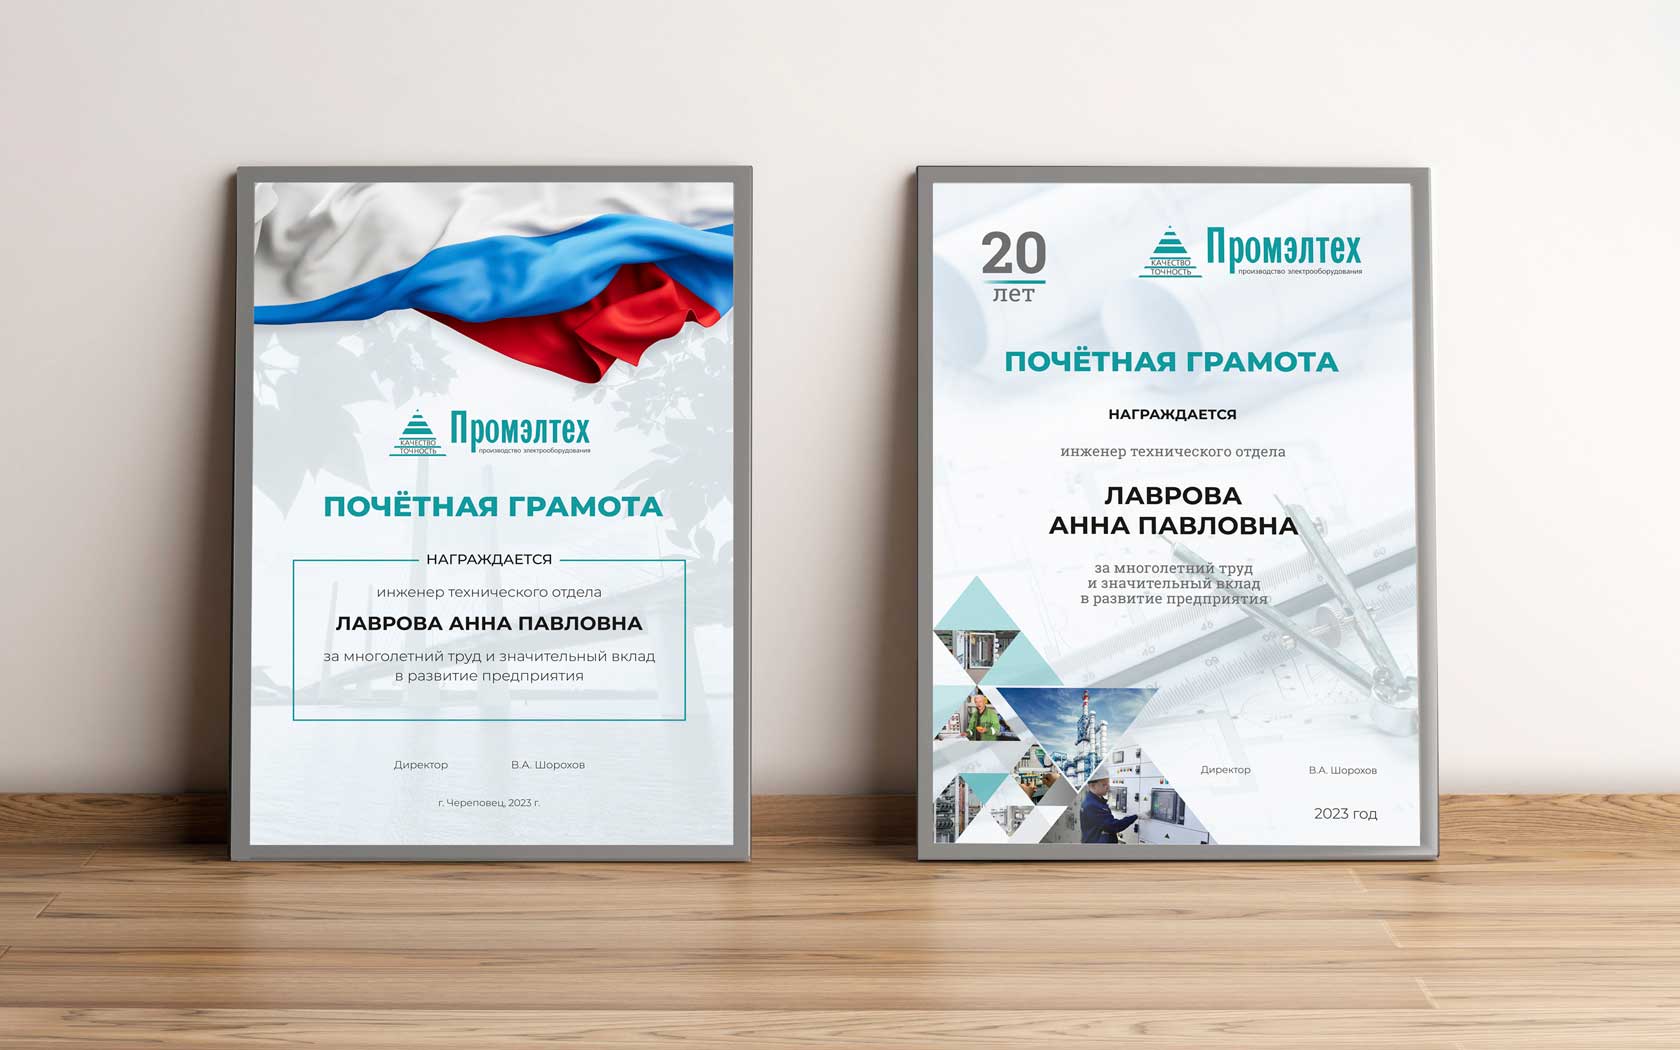 КАЧЕСТВО
ТОЧНОСТЬ
Промэлтех
производство электрооборудования
ПОЧЁТНАЯ ГРАМОТА
НАГРАЖДАЕТСЯ
инженер технического отдела
ЛАВРОВА АННА ПАВЛОВНА
за многолетний труд и значительный вклад
в развитие предприятия
Директор В.А. Шорохов
г. Череповец, 2023 г.
20
лет
КАЧЕСТВО
ТОЧНОСТЬ
Промэлтех
производство электрооборудования
ПОЧЁТНАЯ ГРАМОТА
НАГРАЖДАЕТСЯ
инженер технического отдела
ЛАВРОВА
АННА ПАВЛОВНА
за многолетний труд
и значительный вклад
в развитие предприятия
Директор В.А. Шорохов
2023 год